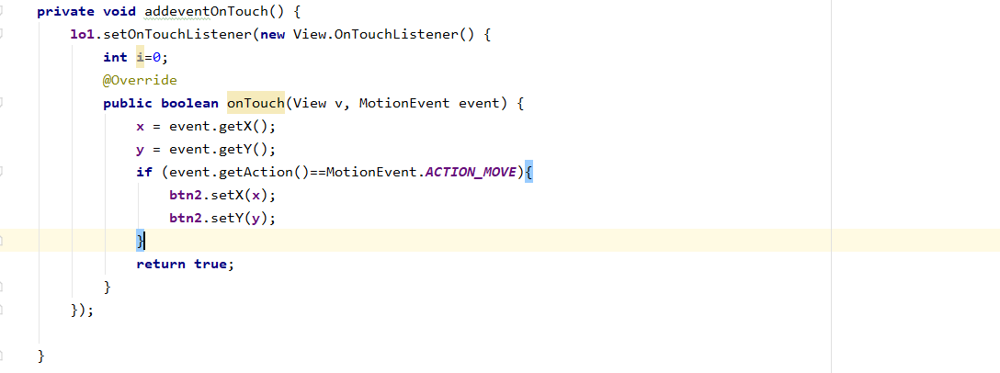 private void addeventOnTouch() {
lo1.setOnTouchListener(new View.OnTouchListener() {
int i=0;
@Override
public boolean onTouch(View v, MotionEvent event) {
x = event.getX();
y = event.getY();
if (event.getAction()==MotionEvent.ACTION_MOVE){
btn2.setX(x);
btn2.setY(y);
}
return true;
}
});
}